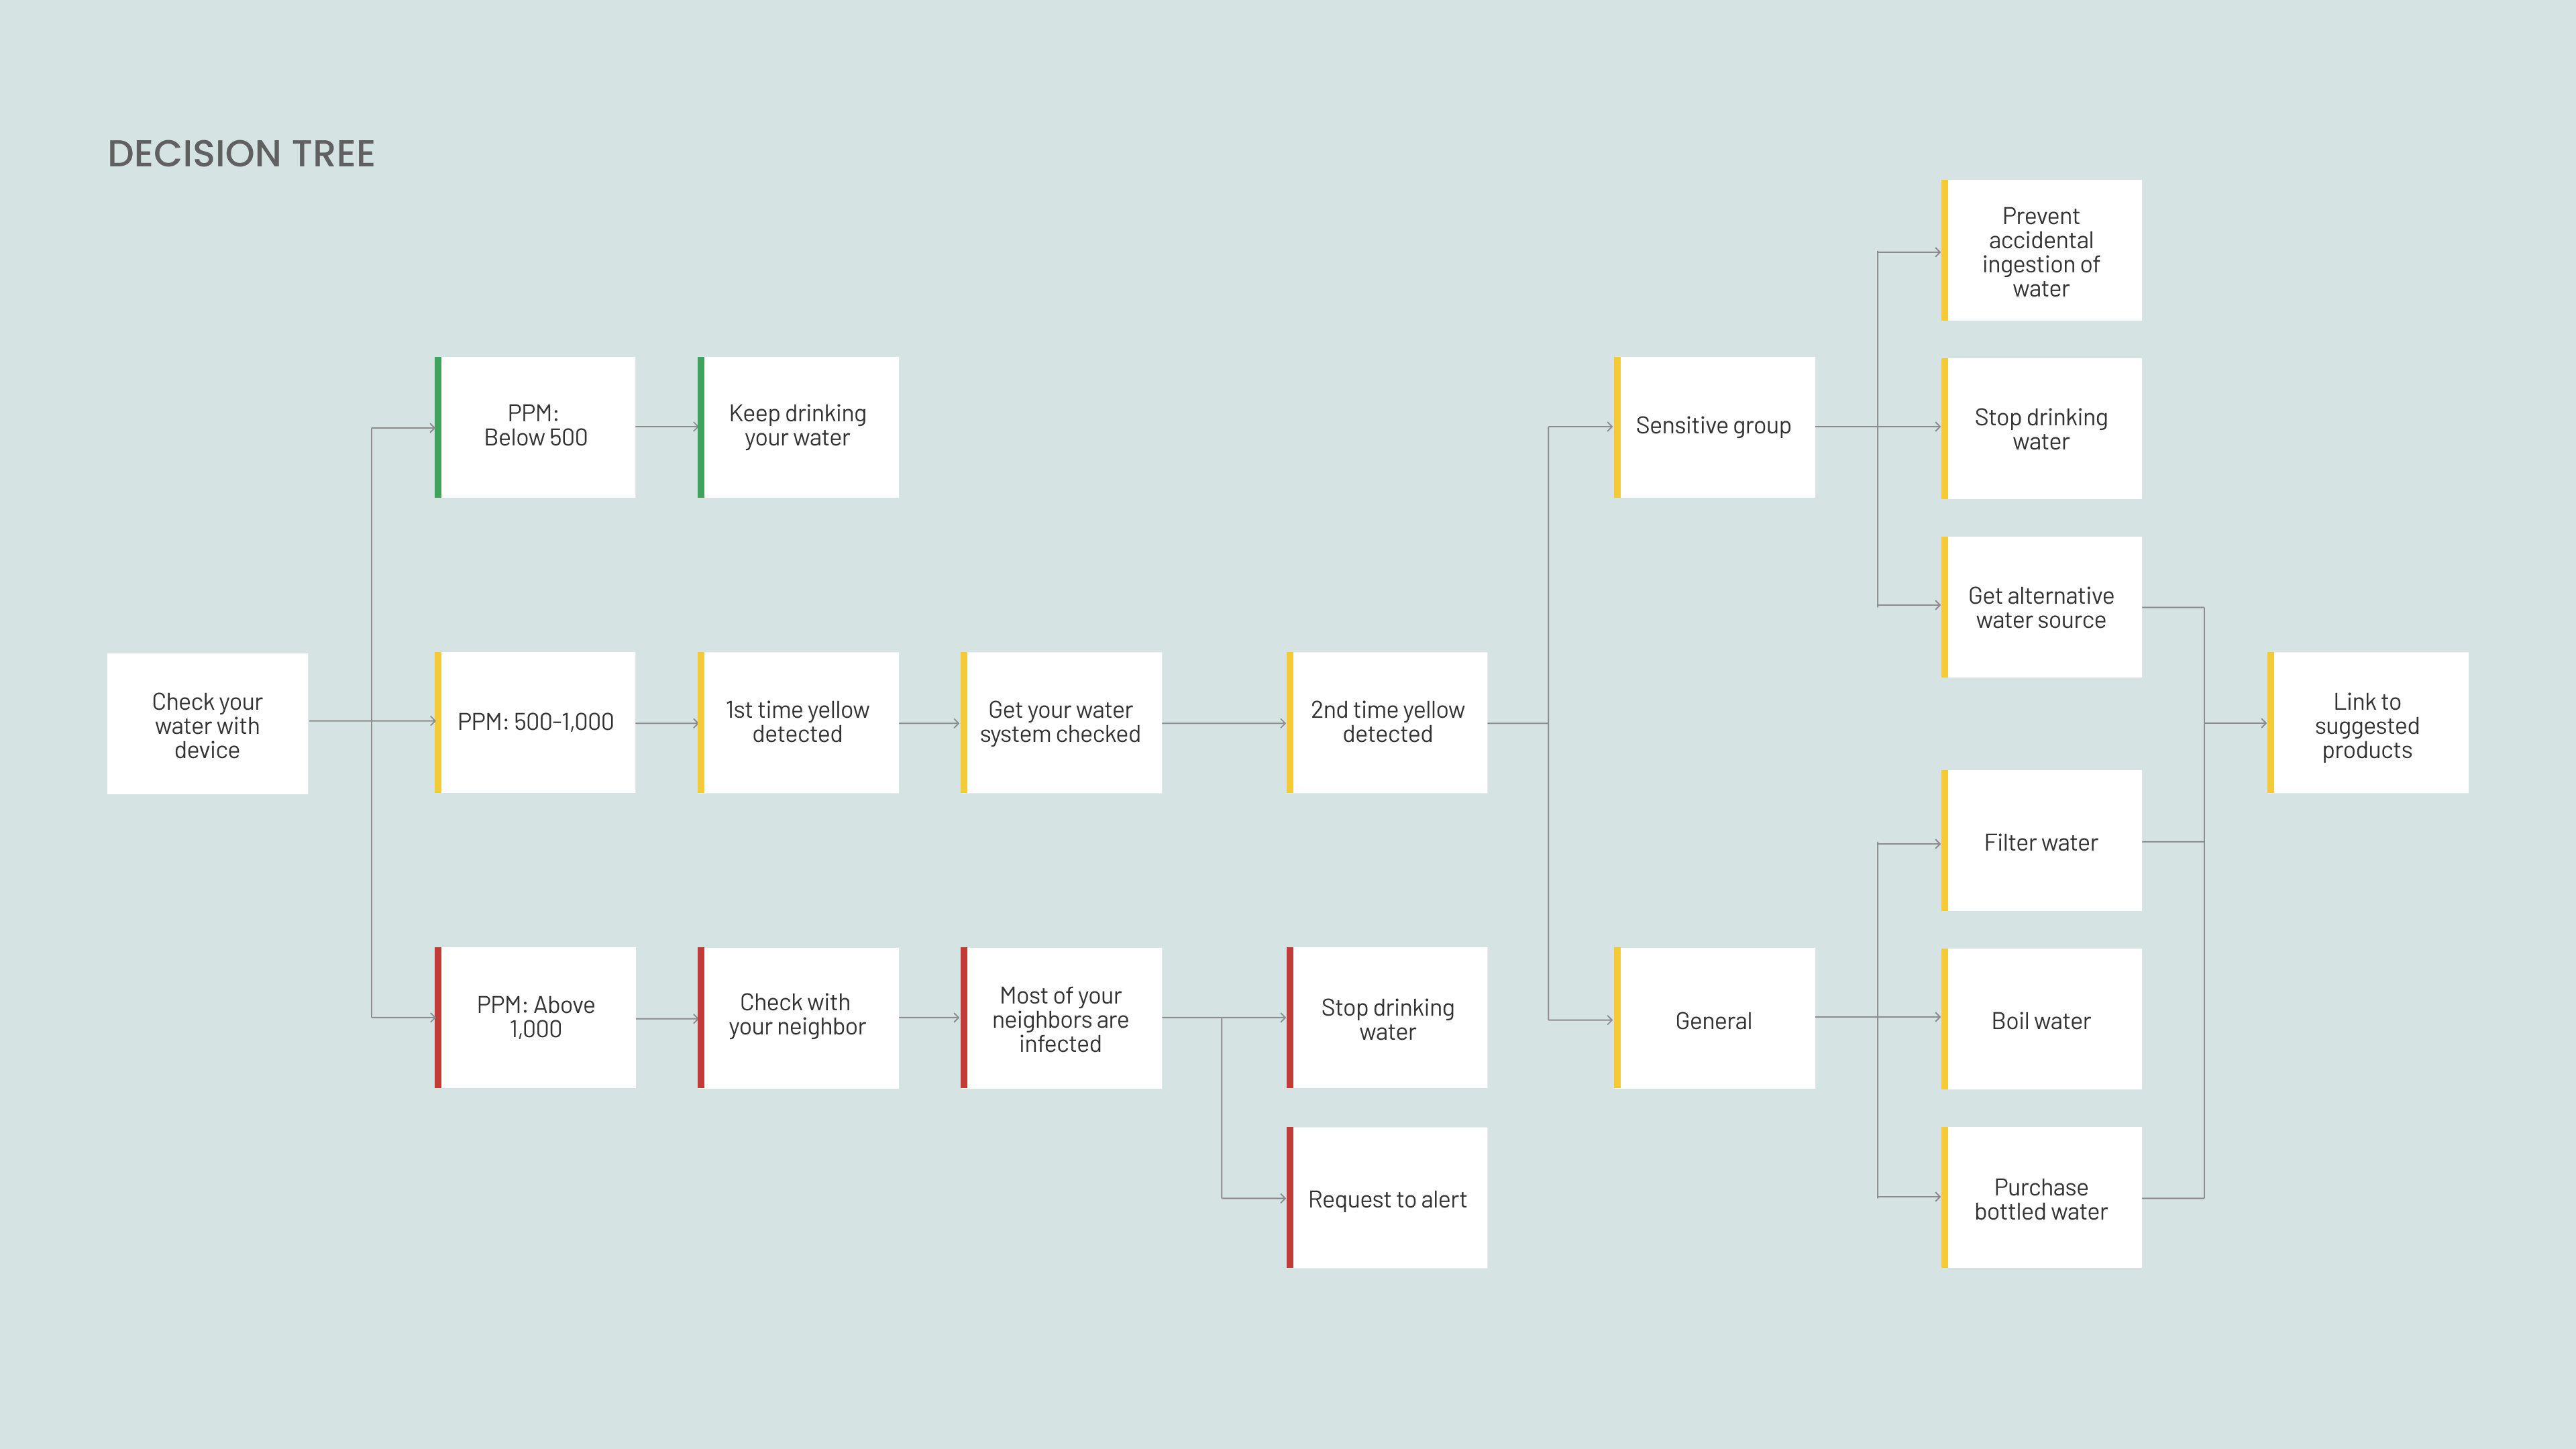 DECISION TREE
Check your
water with
device
PPM:
Below 500
Keep drinking
your water
PPM: 500-1,000
1st time yellow
detected
Get your water
system checked
2nd time yellow
detected
PPM: Above
1,000
Check with
your neighbor
Most of your
neighbors are
infected
Stop drinking
water
Request to alert
Sensitive group
Prevent
accidental
ingestion of
water
Stop drinking
water
Get alternative
water source
General
Filter water
Boil water
Purchase
bottled water
Link to
suggested
products